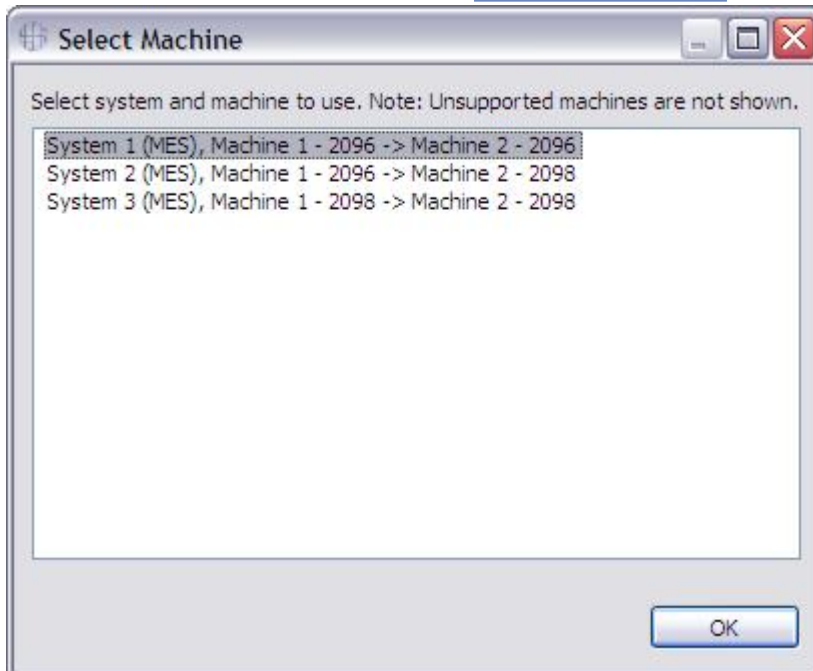 Select Machine
Select system and machine to use. Note: Unsupported machines are not shown.
System 1 (MES), Machine 1 - 2096 -> Machine 2 - 2096
System 2 (MES), Machine 1 - 2096 -> Machine 2 - 2098
System 3 (MES), Machine 1 - 2098 -> Machine 2 - 2098
OK